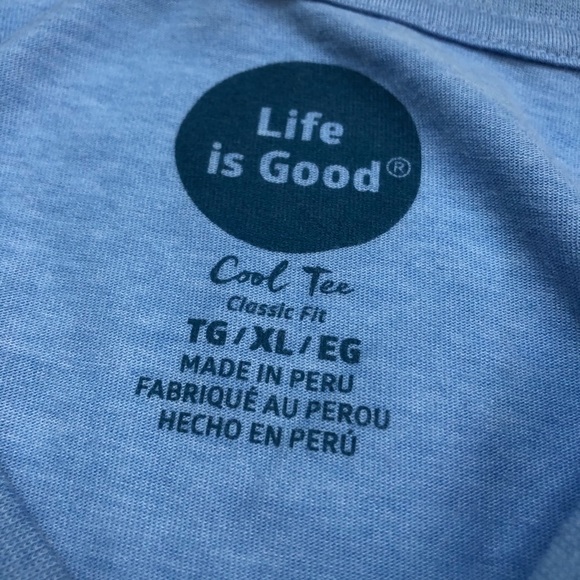 Life
is Good®
Cool Tee
Classic Fit
TG / XL / EG
MADE IN PERU
FABRIQUÉ AU PEROU
HECHO EN PERÚ